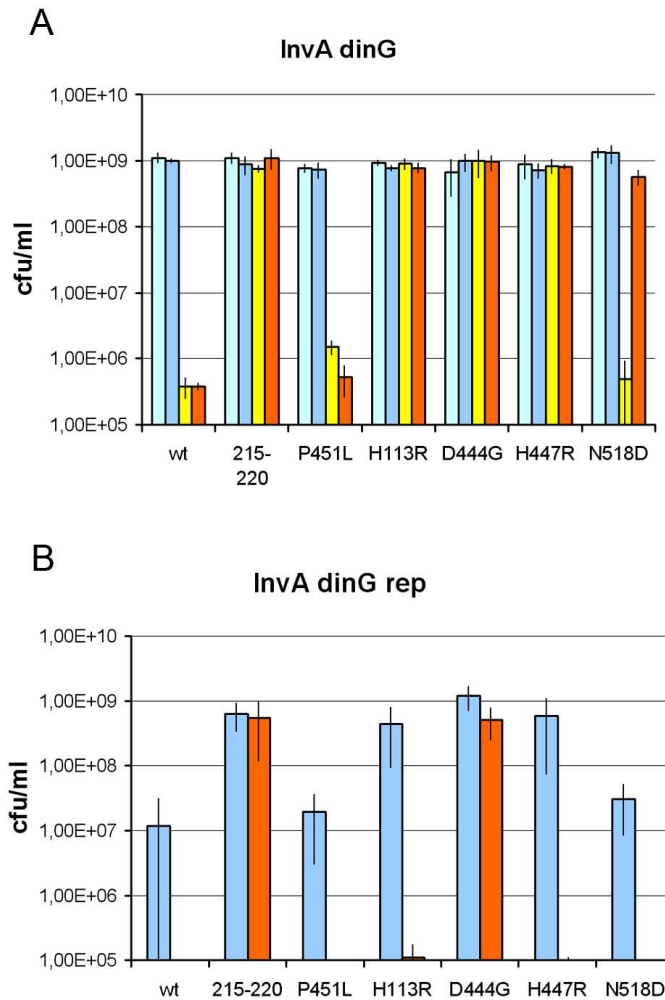 A
InvA dinG
1,00E+10
1,00E+09
1,00E+08
1,00E+07
1,00E+06
1,00E+05
cfu/ml
wt 215- P451L H113R D444G H447R N518D
220
B
InvA dinG rep
1,00E+10
1,00E+09
1,00E+08
1,00E+07
1,00E+06
1,00E+05
cfu/ml
wt 215-220 P451L H113R D444G H447R N518D